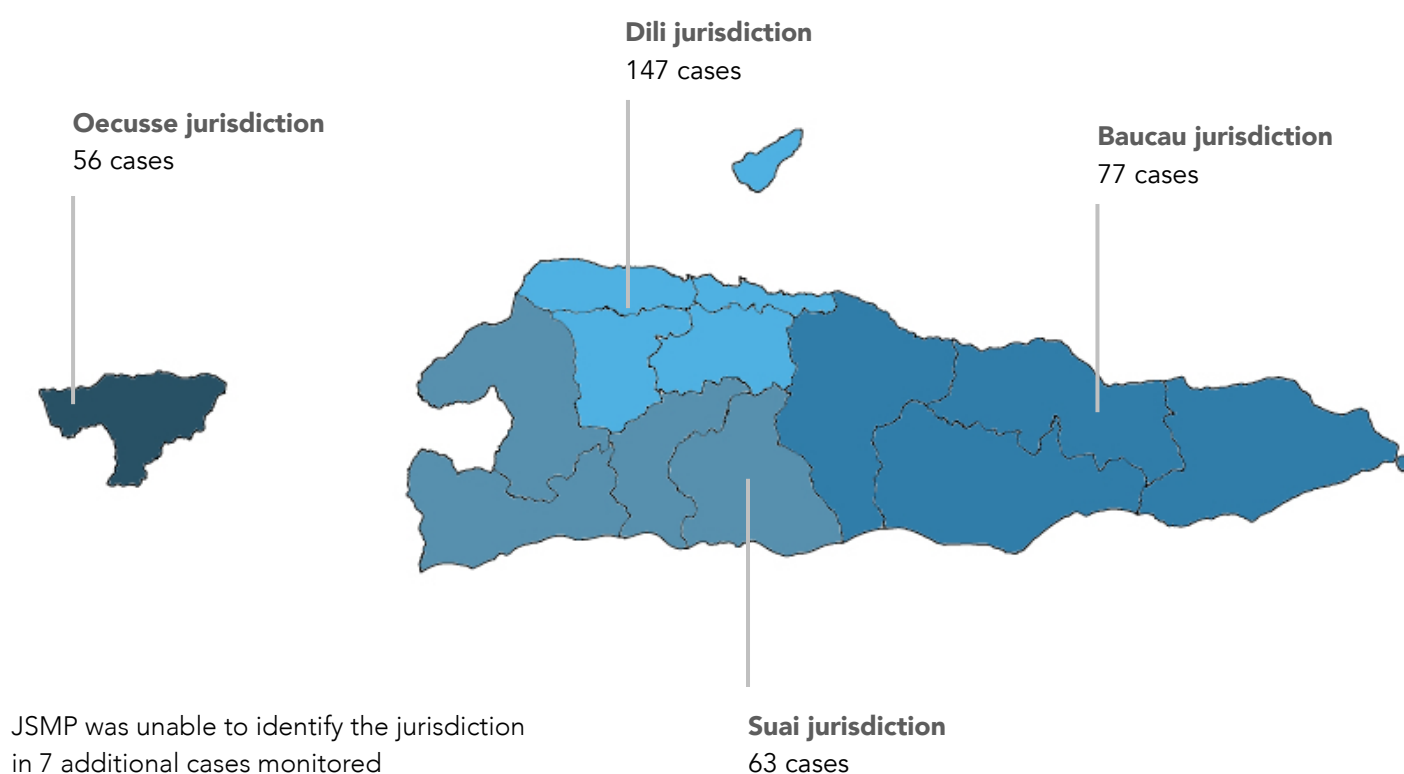 Dili jurisdiction
147 cases
Oecusse jurisdiction
56 cases
Baucau jurisdiction
77 cases
JSMP was unable to identify the jurisdiction
in 7 additional cases monitored
Suai jurisdiction
63 cases